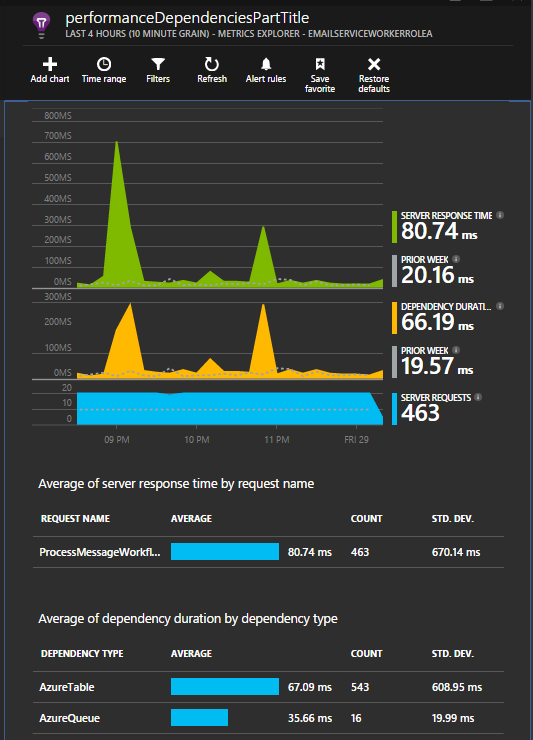 performanceDependenciesPartTitle
LAST 4 HOURS (10 MINUTE GRAIN) - METRICS EXPLORER - EMAILSERVICEWORKERROLEA
Add chart Time range Filters Refresh Alert rules Save favorite Restore defaults
800MS
700MS
600MS
500MS
400MS
300MS
200MS
100MS
0MS
SERVER RESPONSE TIME
80.74 ms
PRIOR WEEK
20.16 ms
300MS
100MS
0MS
DEPENDENCY DURATI...
66.19 ms
PRIOR WEEK
19.57 ms
20
10
0
SERVER REQUESTS
463
09 PM 10 PM 11 PM FRI 29
Average of server response time by request name
REQUEST NAME AVERAGE COUNT STD. DEV.
ProcessMessageWorkfl... 80.74 ms 463 670.14 ms
Average of dependency duration by dependency type
DEPENDENCY TYPE AVERAGE COUNT STD. DEV.
AzureTable 67.09 ms 543 608.95 ms
AzureQueue 35.66 ms 16 19.99 ms